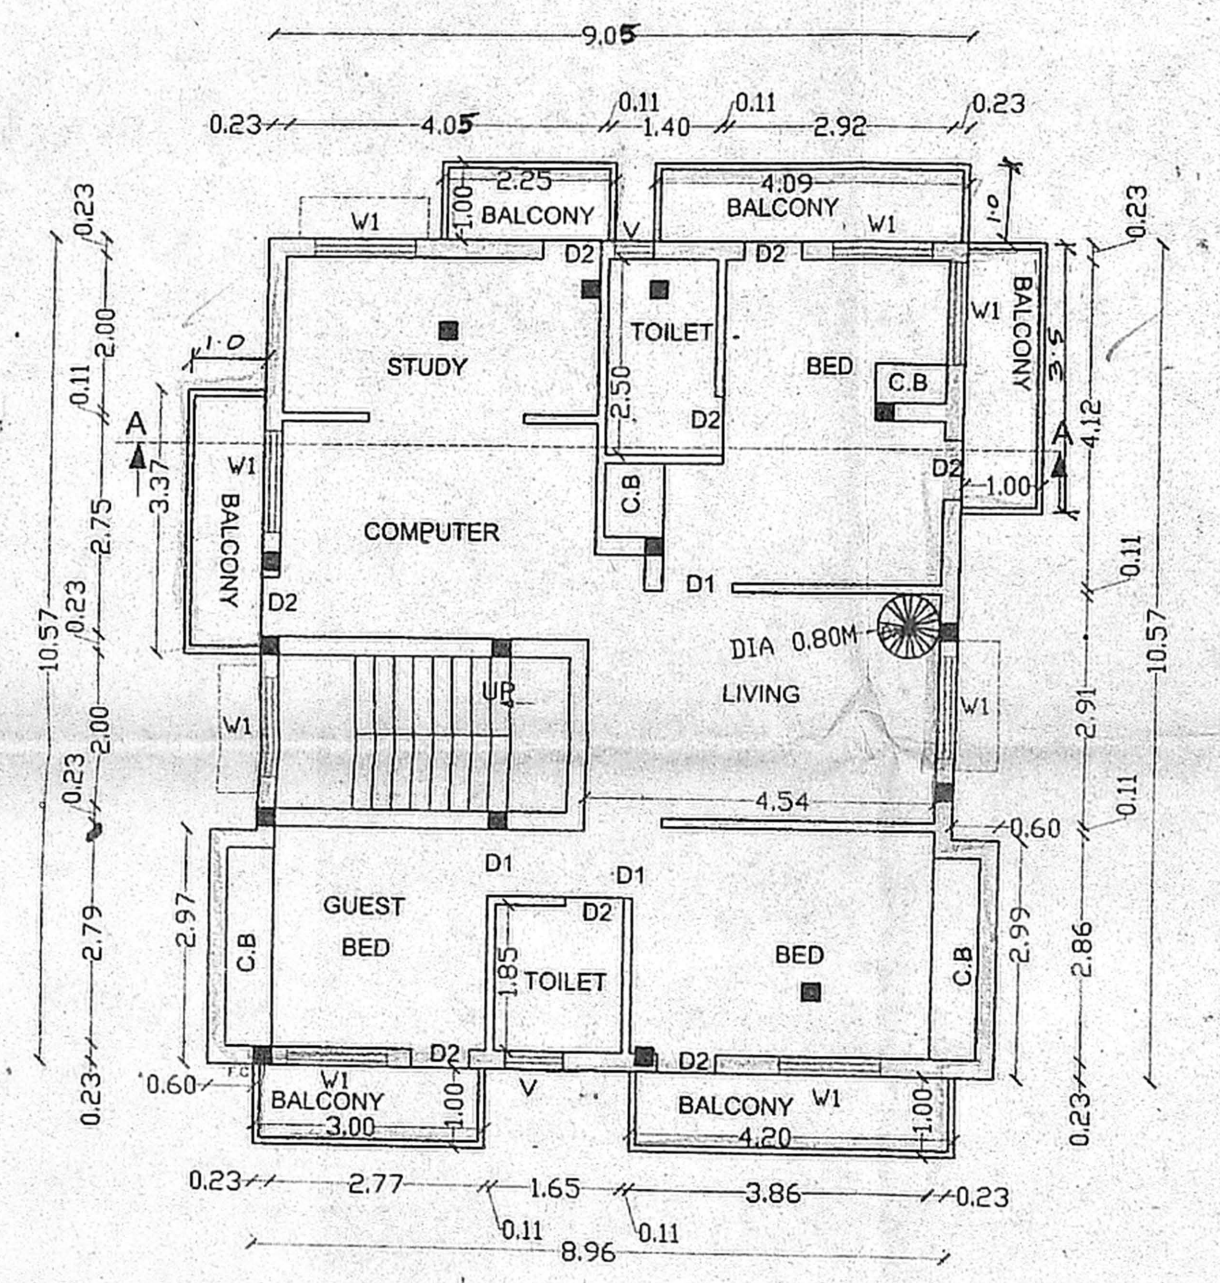 9.05
0.11
0.11
0.23
0.23
4.05
1.40
2.92
2.25
4.09
1.00
BALCONY
BALCONY
1.0
0.23
0.23
W1
V
W1
D2
D2
W1
BALCONY
TOILET
STUDY
BED
C.B
2.00
1.0
3.5
2.50
0.11
A
D2
4.12
A
W1
3.37
D2
1.00
BALCONY
C.B
2.75
COMPUTER
0.11
D1
D2
0.23
10.57
10.57
DIA 0.80M
LIVING
UP
W1
W1
2.00
2.91
0.23
4.54
0.11
0.60
D1
D1
GUEST
BED
D2
2.97
2.79
C.B
1.85
TOILET
BED
C.B
2.99
2.86
D2
D2
F.C
0.60
W1
BALCONY
1.00
V
BALCONY
W1
1.00
0.23
3.00
4.20
0.23
0.23
2.77
1.65
3.86
0.23
0.11
0.11
8.96